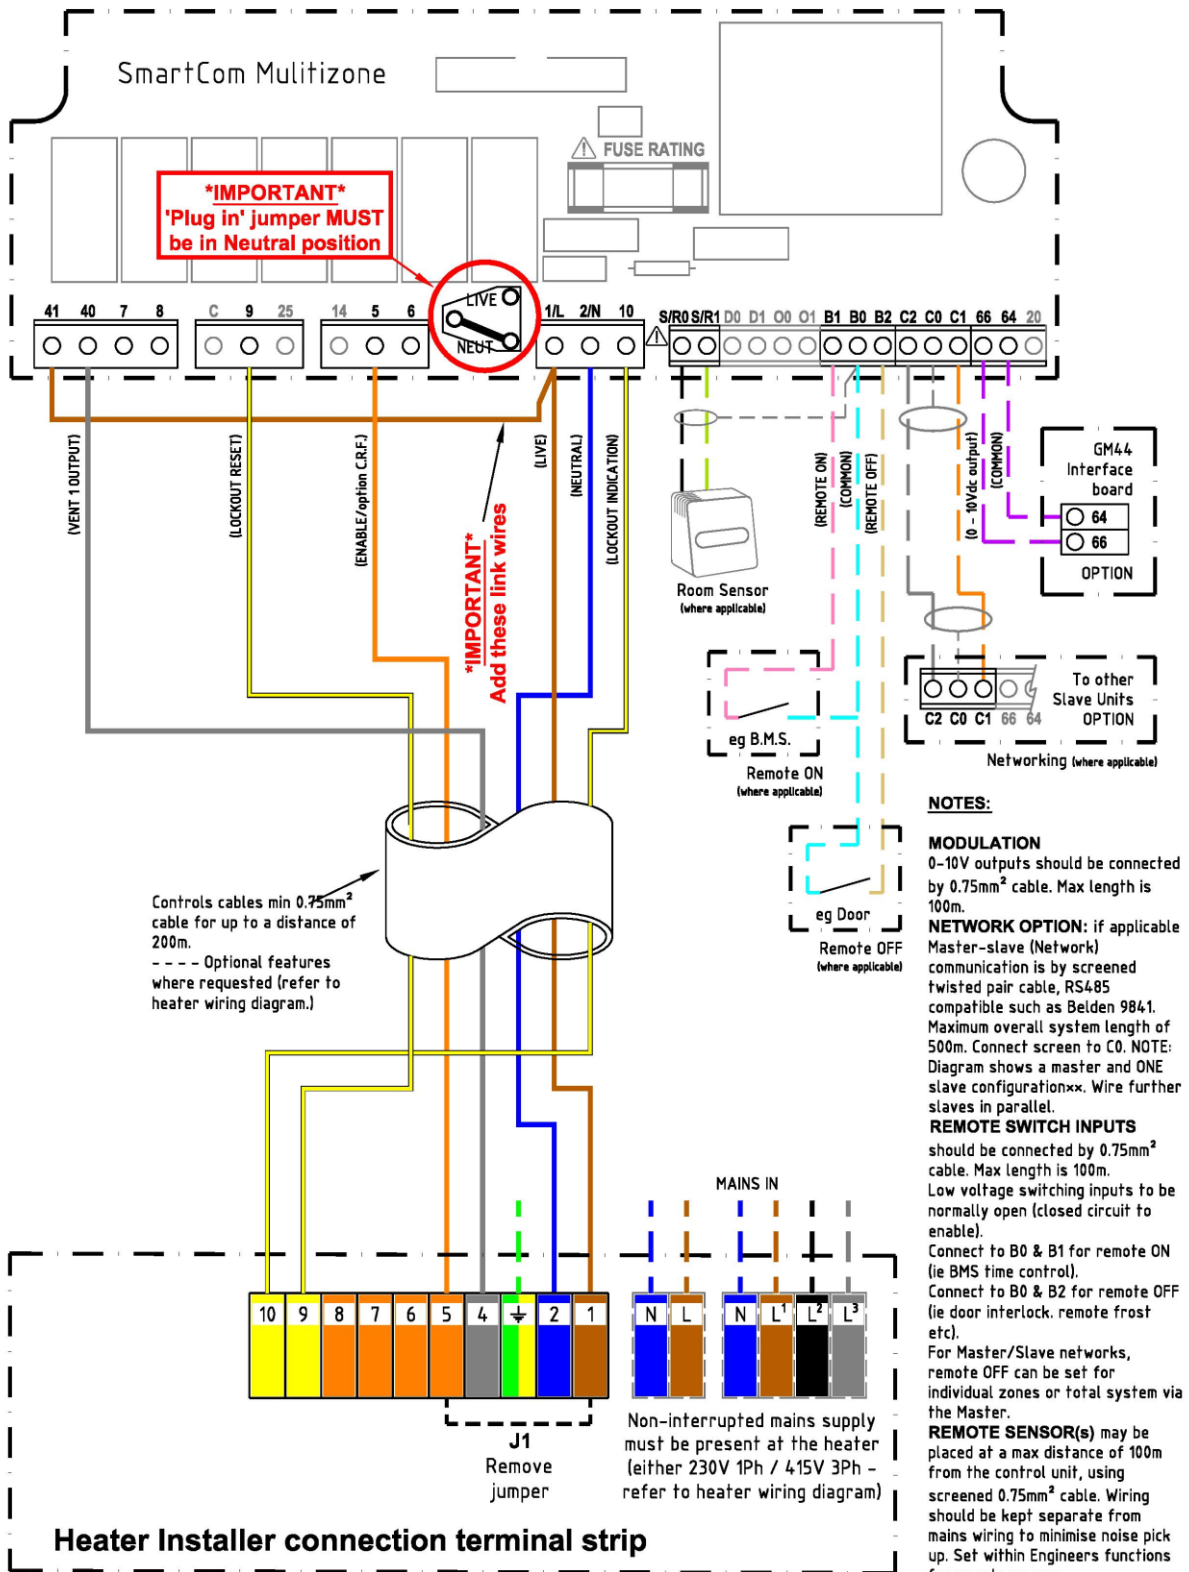 SmartCom Mulitizone
FUSE RATING
*IMPORTANT*
'Plug in' jumper MUST
be in Neutral position
LIVE
NEUT
41 40 7 8
C 9 25
14 5 6
1/L 2/N 10
S/R0 S/R1 D0 D1 O0 O1 B1 B0 B2 C2 C0 C1 66 64 20
(VENT 1 OUTPUT)
(LOCKOUT RESET)
(ENABLE/option C.R.F.)
(LIVE)
(NEUTRAL)
(LOCKOUT INDICATION)
*IMPORTANT*
Add these link wires
(REMOTE ON)
(COMMON)
(REMOTE OFF)
(0 - 10Vdc output)
(COMMON)
GM44
Interface
board
64
66
OPTION
Room Sensor
(where applicable)
To other
Slave Units
OPTION
C2 C0 C1 66 64
Networking (where applicable)
eg B.M.S.
Remote ON
(where applicable)
eg Door
Remote OFF
(where applicable)
Controls cables min 0.75mm²
cable for up to a distance of
200m.
- - - - Optional features
where requested (refer to
heater wiring diagram.)
NOTES:
MODULATION
0-10V outputs should be connected
by 0.75mm² cable. Max length is
100m.
NETWORK OPTION: if applicable
Master-slave (Network)
communication is by screened
twisted pair cable, RS485
compatible such as Belden 9841.
Maximum overall system length of
500m. Connect screen to C0. NOTE:
Diagram shows a master and ONE
slave configuration××. Wire further
slaves in parallel.
REMOTE SWITCH INPUTS
should be connected by 0.75mm²
cable. Max length is 100m.
Low voltage switching inputs to be
normally open (closed circuit to
enable).
Connect to B0 & B1 for remote ON
(ie BMS time control).
Connect to B0 & B2 for remote OFF
(ie door interlock. remote frost
etc).
For Master/Slave networks,
remote OFF can be set for
individual zones or total system via
the Master.
REMOTE SENSOR(s) may be
placed at a max distance of 100m
from the control unit, using
screened 0.75mm² cable. Wiring
should be kept separate from
mains wiring to minimise noise pick
up. Set within Engineers functions
MAINS IN
10 9 8 7 6 5 4 2 1
N L
N L¹ L² L³
J1
Remove
jumper
Non-interrupted mains supply
must be present at the heater
(either 230V 1Ph / 415V 3Ph -
refer to heater wiring diagram)
Heater Installer connection terminal strip